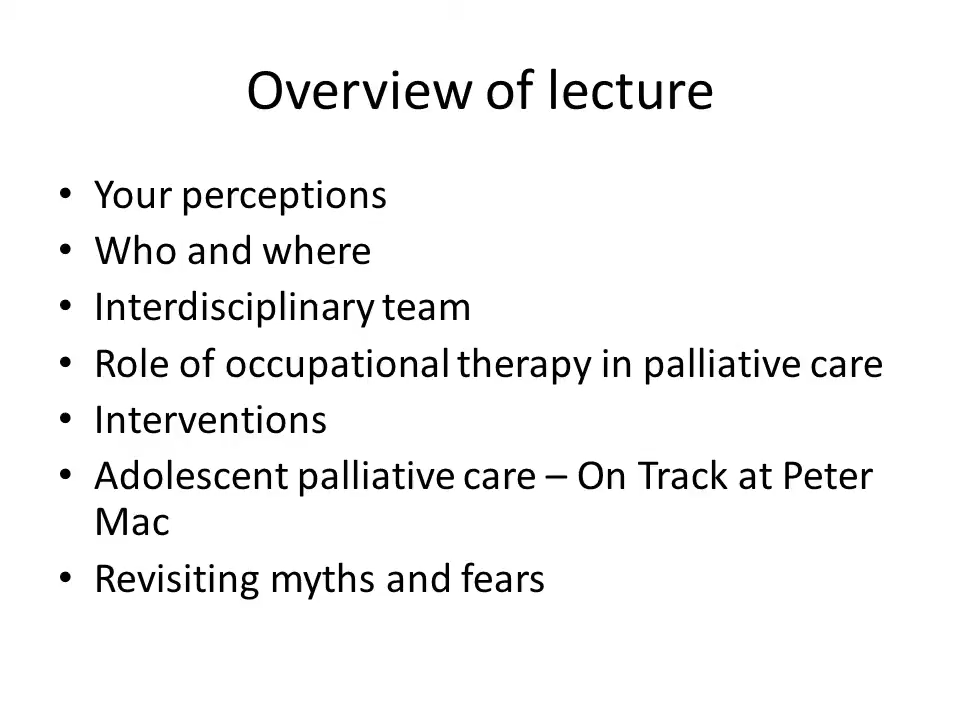 Overview of lecture
• Your perceptions
• Who and where
• Interdisciplinary team
• Role of occupational therapy in palliative care
• Interventions
• Adolescent palliative care – On Track at Peter
Mac
• Revisiting myths and fears